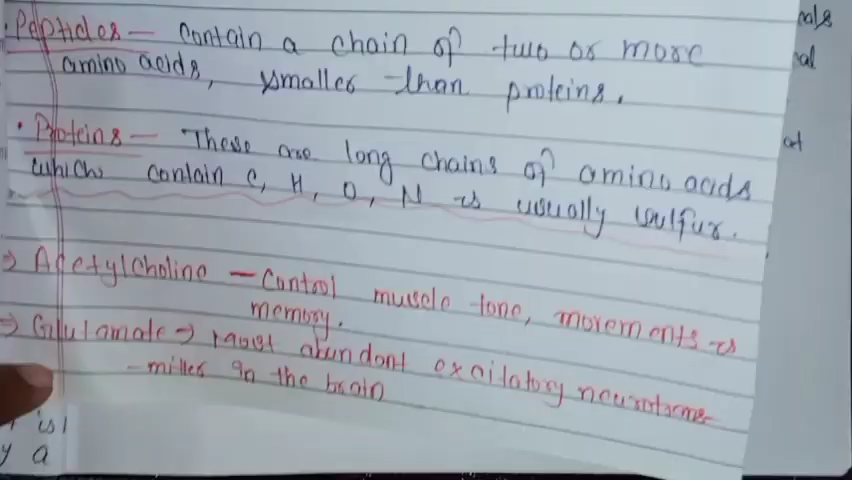 • Peptides – Contain a chain of two or more
amino acids, smaller than proteins.
• Proteins – These are long chains of amino acids
which contain C, H, O, N & usually sulfur.
⇒ Acetylcholine – Control muscle tone, movements &
memory.
⇒ Glutamate → Most abundant excitatory neurotrans-
-mitter in the brain
y a